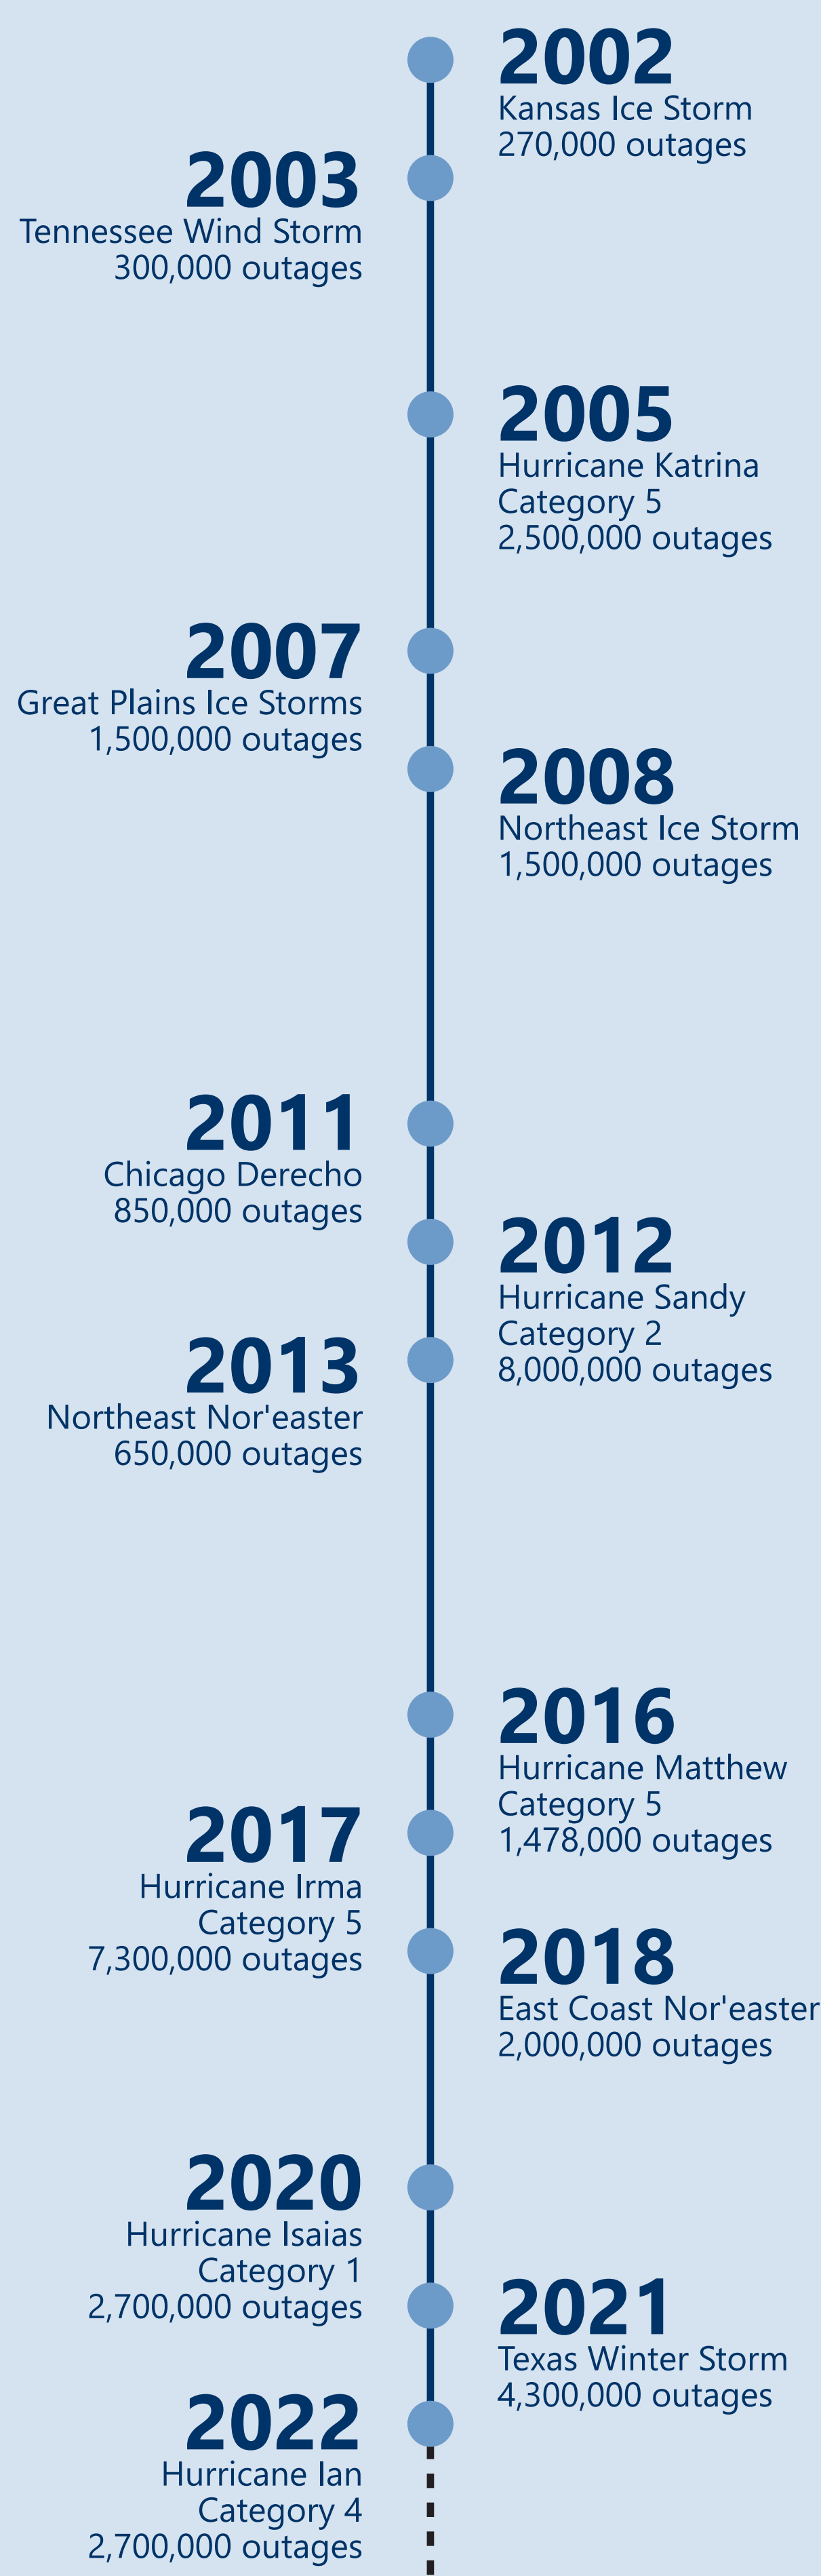 2002
Kansas Ice Storm
270,000 outages
2003
Tennessee Wind Storm
300,000 outages
2005
Hurricane Katrina
Category 5
2,500,000 outages
2007
Great Plains Ice Storms
1,500,000 outages
2008
Northeast Ice Storm
1,500,000 outages
2011
Chicago Derecho
850,000 outages
2012
Hurricane Sandy
Category 2
8,000,000 outages
2013
Northeast Nor'easter
650,000 outages
2016
Hurricane Matthew
Category 5
1,478,000 outages
2017
Hurricane Irma
Category 5
7,300,000 outages
2018
East Coast Nor'easter
2,000,000 outages
2020
Hurricane Isaias
Category 1
2,700,000 outages
2021
Texas Winter Storm
4,300,000 outages
2022
Hurricane Ian
Category 4
2,700,000 outages